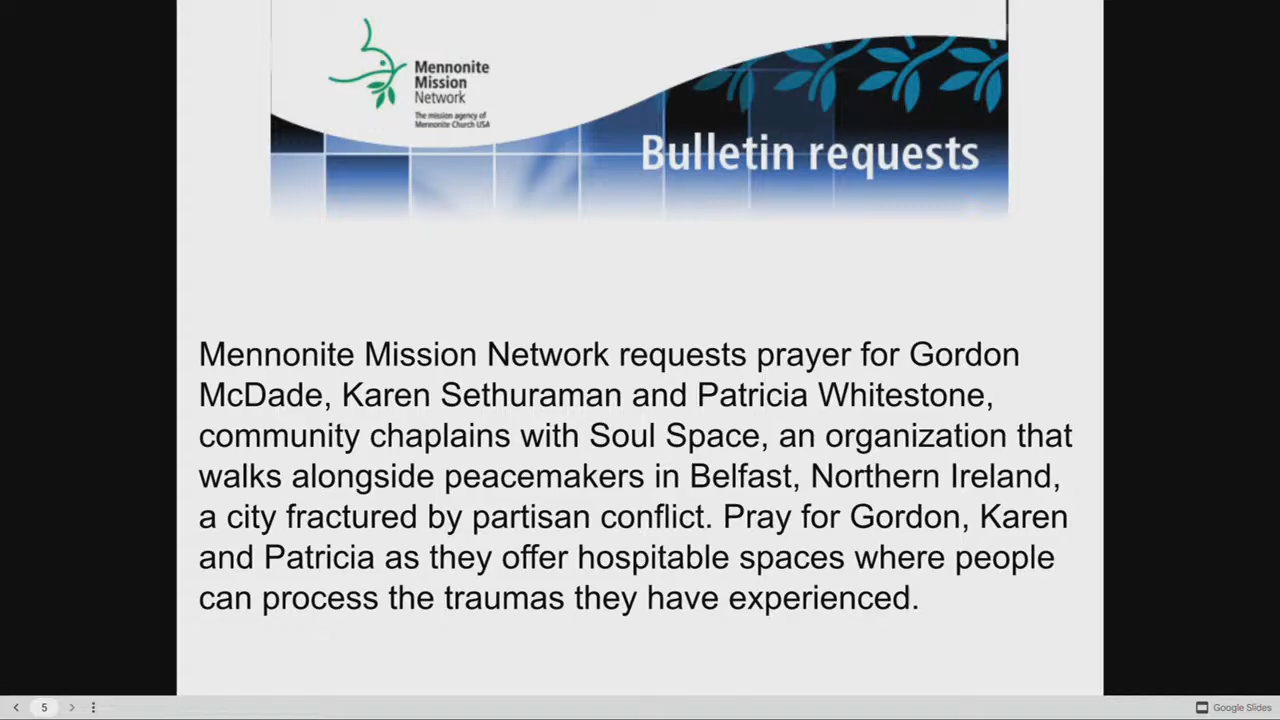 Mennonite
Mission
Network
The mission agency of
Mennonite Church USA
Bulletin requests
Mennonite Mission Network requests prayer for Gordon
McDade, Karen Sethuraman and Patricia Whitestone,
community chaplains with Soul Space, an organization that
walks alongside peacemakers in Belfast, Northern Ireland,
a city fractured by partisan conflict. Pray for Gordon, Karen
and Patricia as they offer hospitable spaces where people
can process the traumas they have experienced.
5
Google Slides